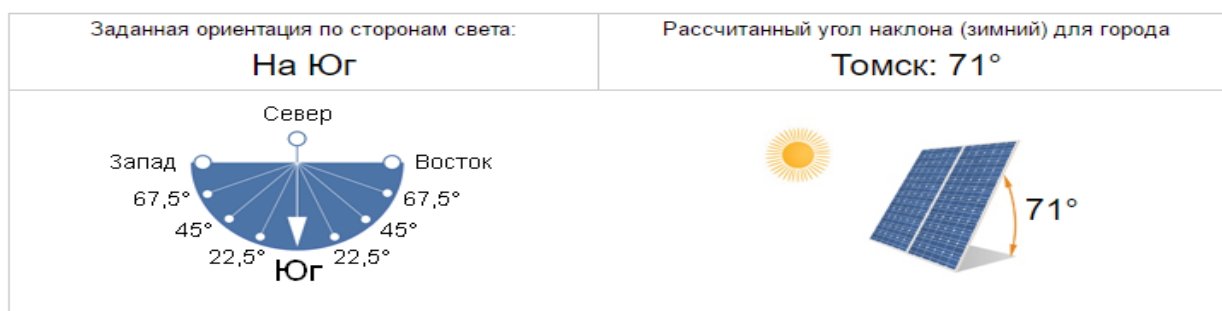 Заданная ориентация по сторонам света:
На Юг
Рассчитанный угол наклона (зимний) для города
Томск: 71°
Север
Запад
Восток
67,5°
67,5°
45°
45°
22,5°
22,5°
Юг
71°